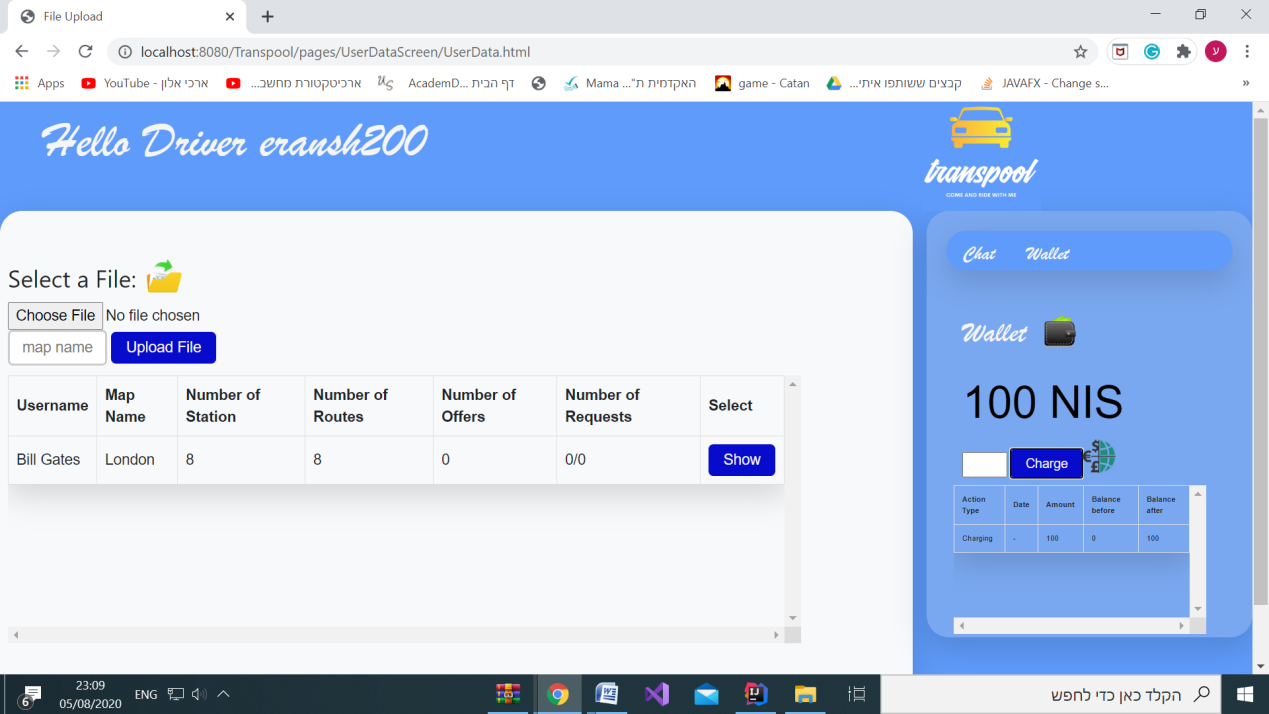 File Upload
localhost:8080/Transpool/pages/UserDataScreen/UserData.html
ע
Apps
YouTube - ארכי אלון
ארכיטקטורת מחשב...
AcademD... דף הבית
Mama ..."האקדמית ת
game - Catan
קבצים ששותפו איתי...
JAVAFX - Change s...
»
Hello Driver eransh200
transpool
COME AND RIDE WITH ME
Chat Wallet
Select a File:
Choose File No file chosen
map name Upload File
Username Map Name Number of Station Number of Routes Number of Offers Number of Requests Select
Bill Gates London 8 8 0 0/0 Show
Wallet
100 NIS
Charge
Action Type Date Amount Balance before Balance after
Charging - 100 0 100
6
23:09
05/08/2020
ENG
הקלד כאן כדי לחפש